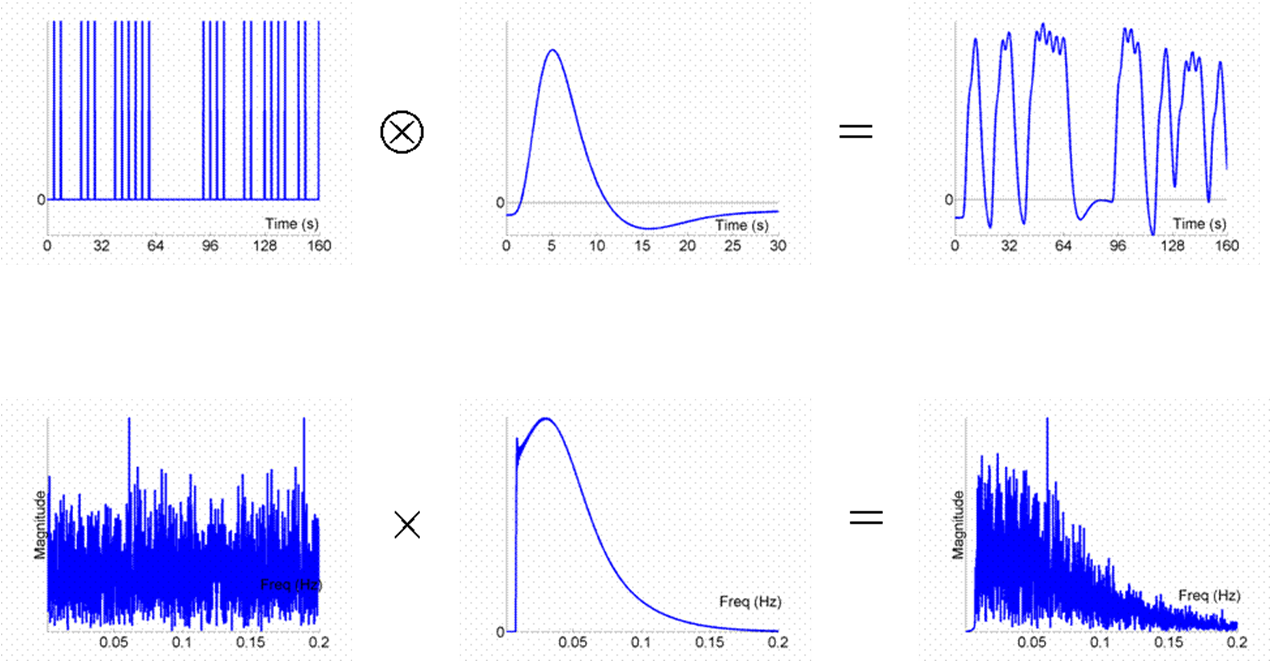 0
Time (s)
0 32 64 96 128 160
⊗
0
Time (s)
0 5 10 15 20 25 30
=
0
Time (s)
0 32 64 96 128 160
Magnitude
Freq (Hz)
0.05 0.1 0.15 0.2
×
0
Freq (Hz)
0.05 0.1 0.15 0.2
=
Magnitude
Freq (Hz)
0.05 0.1 0.15 0.2